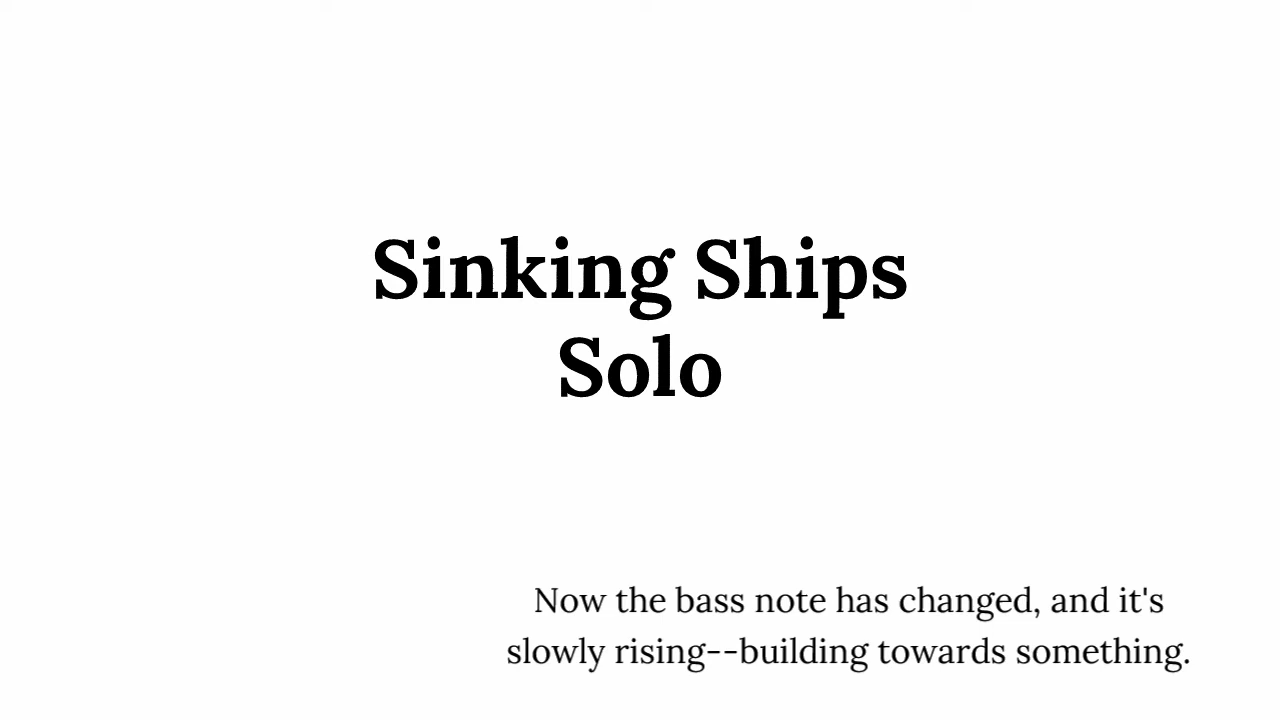 Sinking Ships
Solo
Now the bass note has changed, and it's
slowly rising--building towards something.